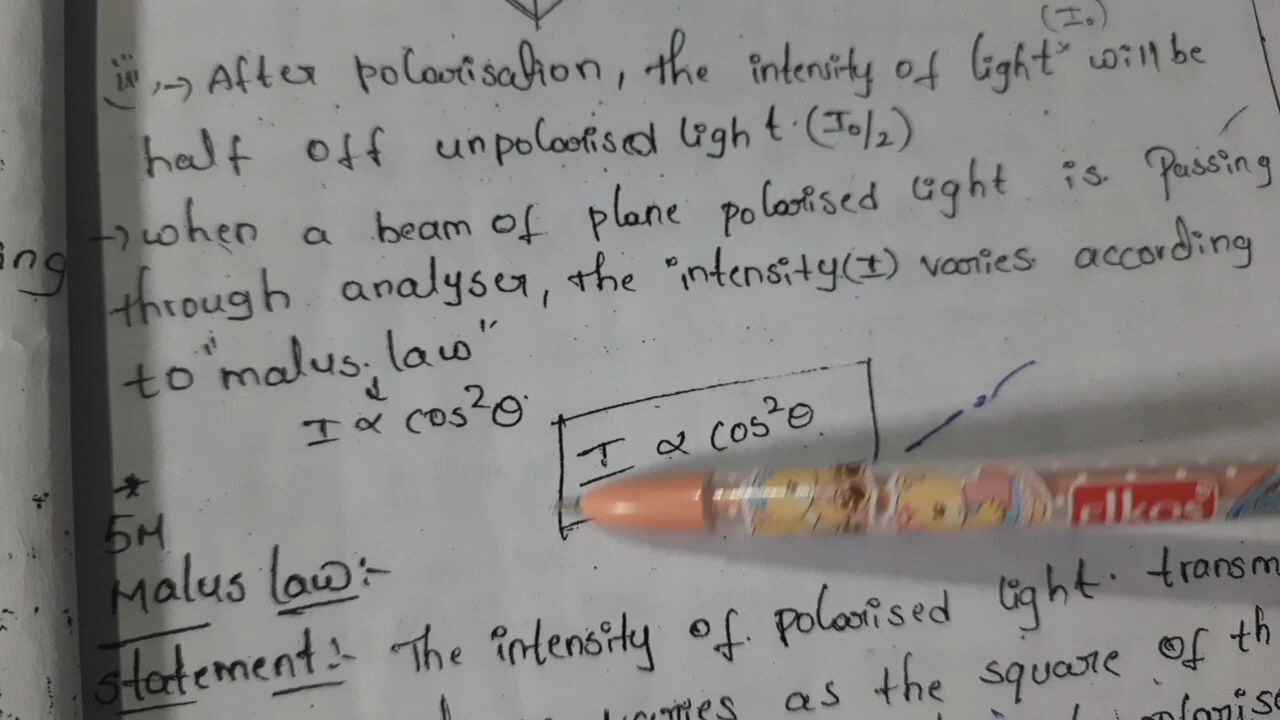 (I₀)
iii, → After polarisation, the intensity of light will be
half off unpolarised light. (I₀/2)
→ when a beam of plane polarised light is Passing
ing
through analyser, the intensity(I) varies according
to "malus law"
I ∝ cos²θ
I ∝ cos²θ
Elkos
*
5M
Malus law:-
statement:- The intensity of polarised light transm
varies as the square of th